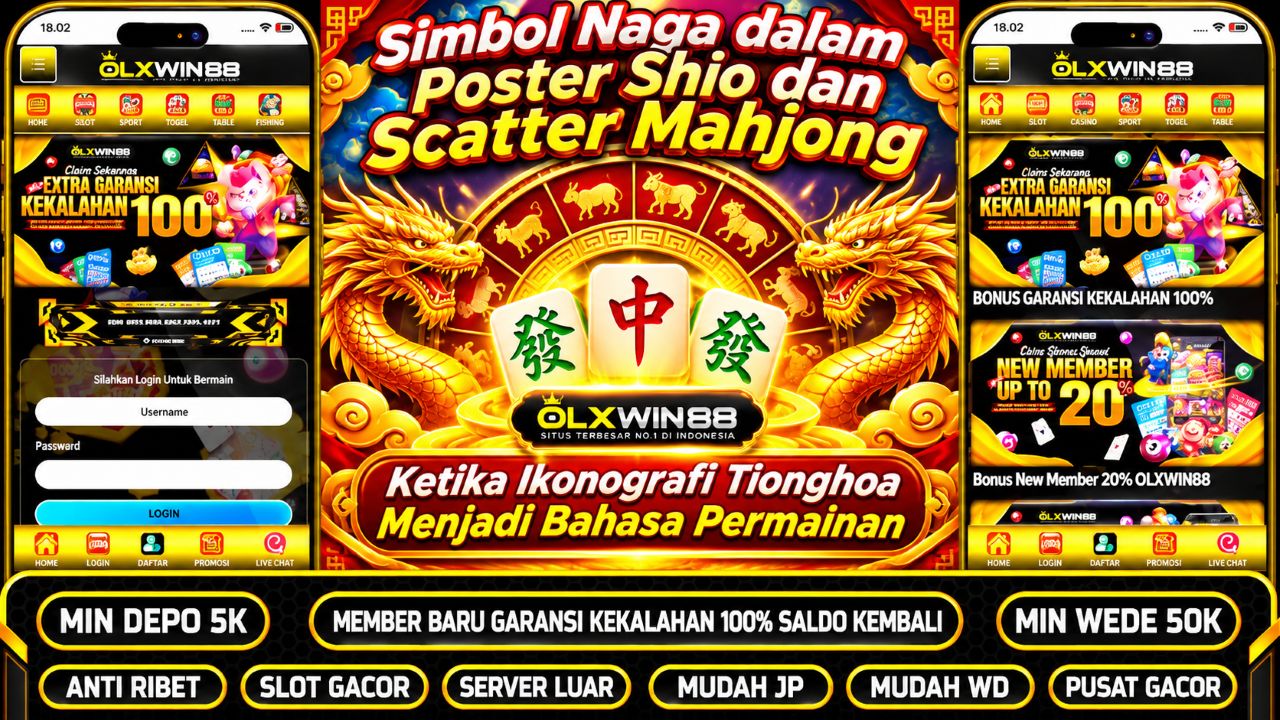 18.02
OLXWIN88
HOME
SLOT
SPORT
TOGEL
TABLE
FISHING
OLXWIN88
Claim Sekarang
EXTRA GARANSI
KEKALAHAN 100%
Silahkan Login Untuk Bermain
Username
Password
LOGIN
HOME
LOGIN
DAFTAR
PROMOSI
LIVE CHAT
Simbol Naga dalam
Poster Shio dan
Scatter Mahjong
發
中
發
OLXWIN88
SITUS TERBESAR NO.1 DI INDONESIA
Ketika Ikonografi Tionghoa
Menjadi Bahasa Permainan
18.02
OLXWIN88
HOME
SLOT
CASINO
SPORT
TOGEL
TABLE
OLXWIN88
Claim Sekarang
EXTRA GARANSI
KEKALAHAN 100%
BONUS GARANSI KEKALAHAN 100%
OLXWIN88
NEW MEMBER
UP TO 20%
Bonus New Member 20% OLXWIN88
OLXWIN88
HOME
LOGIN
DAFTAR
PROMOSI
LIVE CHAT
MIN DEPO 5K
MEMBER BARU GARANSI KEKALAHAN 100% SALDO KEMBALI
MIN WEDE 50K
ANTI RIBET
SLOT GACOR
SERVER LUAR
MUDAH JP
MUDAH WD
PUSAT GACOR